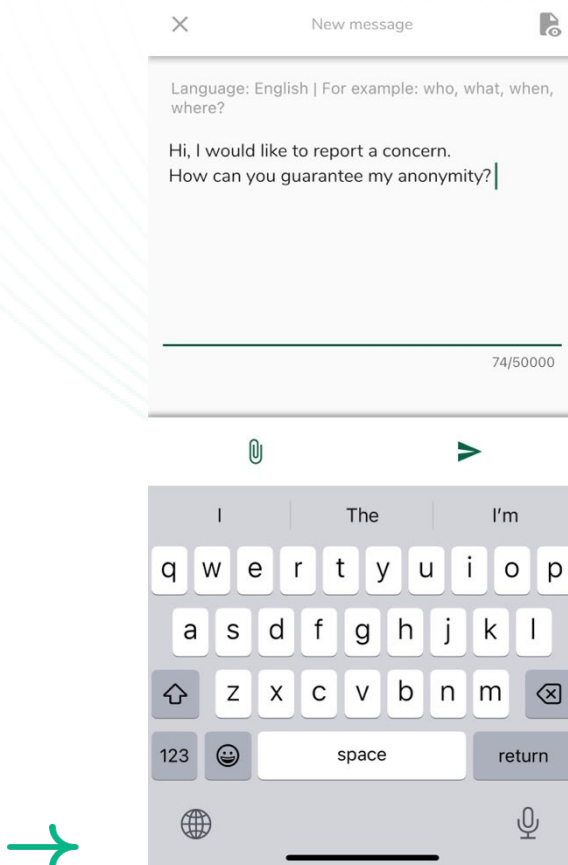 New message
Language: English | For example: who, what, when,
where?
Hi, I would like to report a concern.
How can you guarantee my anonymity?
74/50000
I The I'm
q w e r t y u i o p
a s d f g h j k l
z x c v b n m
123 space return